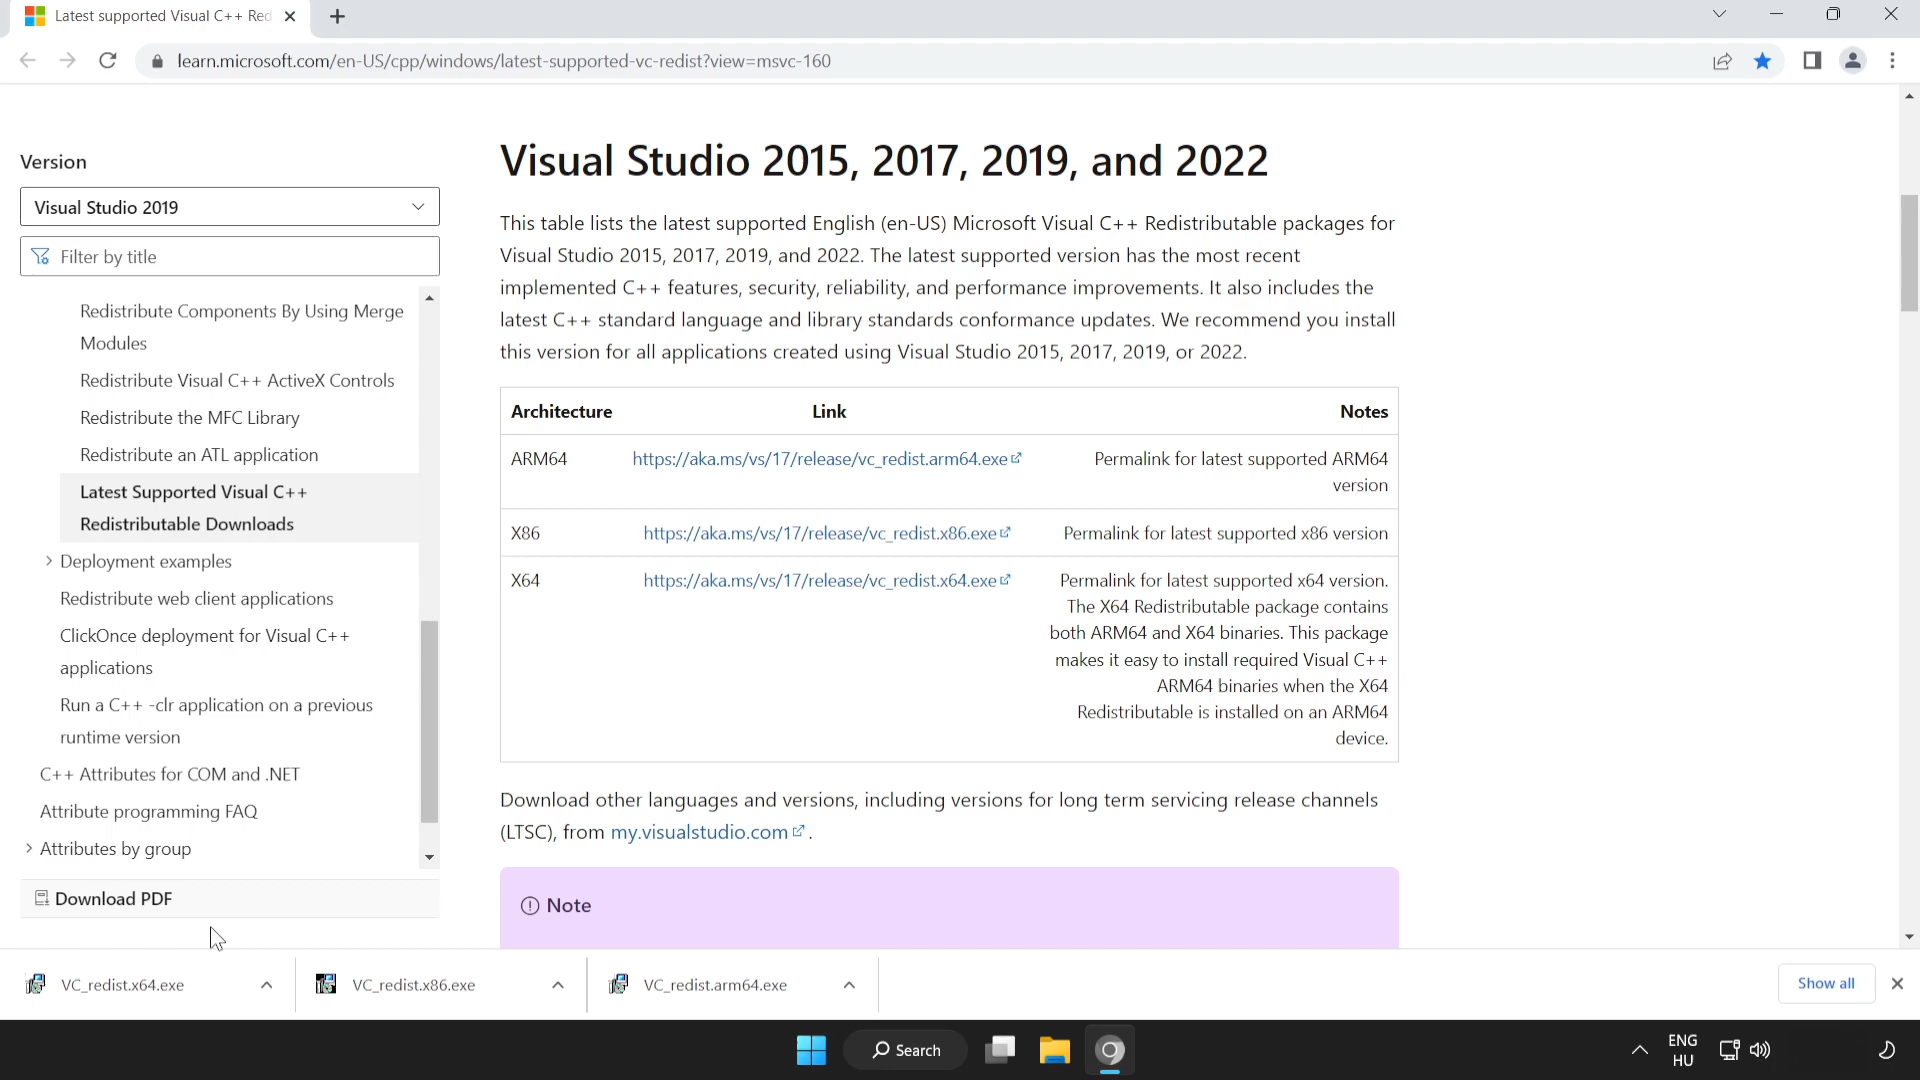 Latest supported Visual C++ Red
learn.microsoft.com/en-US/cpp/windows/latest-supported-vc-redist?view=msvc-160
Version
Visual Studio 2019
Filter by title
Redistribute Components By Using Merge
Modules
Redistribute Visual C++ ActiveX Controls
Redistribute the MFC Library
Redistribute an ATL application
Latest Supported Visual C++
Redistributable Downloads
Deployment examples
Redistribute web client applications
ClickOnce deployment for Visual C++
applications
Run a C++ -clr application on a previous
runtime version
C++ Attributes for COM and .NET
Attribute programming FAQ
Attributes by group
Download PDF
Visual Studio 2015, 2017, 2019, and 2022
This table lists the latest supported English (en-US) Microsoft Visual C++ Redistributable packages for
Visual Studio 2015, 2017, 2019, and 2022. The latest supported version has the most recent
implemented C++ features, security, reliability, and performance improvements. It also includes the
latest C++ standard language and library standards conformance updates. We recommend you install
this version for all applications created using Visual Studio 2015, 2017, 2019, or 2022.
Architecture Link Notes
ARM64 https://aka.ms/vs/17/release/vc_redist.arm64.exe Permalink for latest supported ARM64
version
X86 https://aka.ms/vs/17/release/vc_redist.x86.exe Permalink for latest supported x86 version
X64 https://aka.ms/vs/17/release/vc_redist.x64.exe Permalink for latest supported x64 version.
The X64 Redistributable package contains
both ARM64 and X64 binaries. This package
makes it easy to install required Visual C++
ARM64 binaries when the X64
Redistributable is installed on an ARM64
device.
Download other languages and versions, including versions for long term servicing release channels
(LTSC), from my.visualstudio.com .
Note
VC_redist.x64.exe VC_redist.x86.exe VC_redist.arm64.exe Show all
Search
ENG
HU